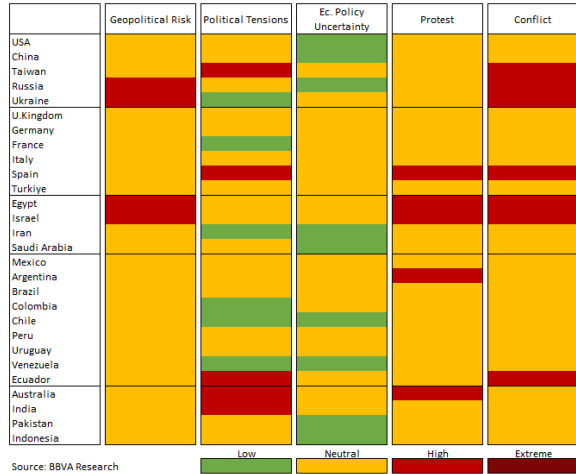 Geopolitical Risk Political Tensions Ec. Policy Uncertainty Protest Conflict
USA
China
Taiwan
Russia
Ukraine
U.Kingdom
Germany
France
Italy
Spain
Turkiye
Egypt
Israel
Iran
Saudi Arabia
Mexico
Argentina
Brazil
Colombia
Chile
Peru
Uruguay
Venezuela
Ecuador
Australia
India
Pakistan
Indonesia
Low Neutral High Extreme
Source: BBVA Research